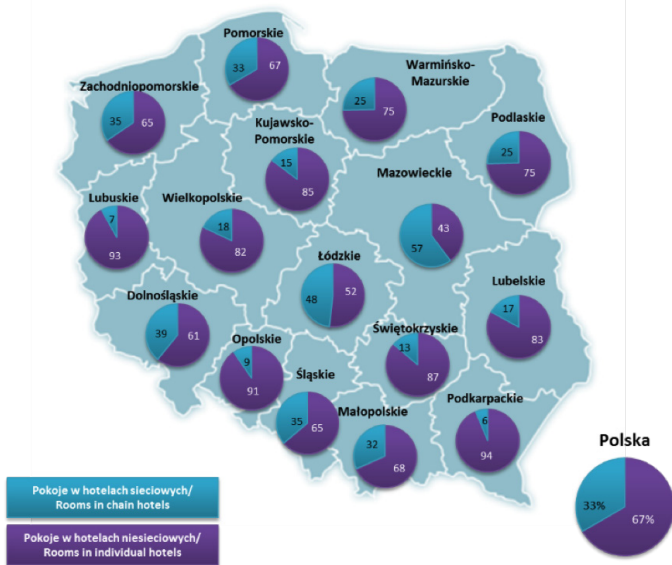 Pomorskie
33
67
Warmińsko-
Mazurskie
25
75
Zachodniopomorskie
35
65
Kujawsko-
Pomorskie
15
85
Podlaskie
25
75
Mazowieckie
57
43
Lubuskie
7
93
Wielkopolskie
18
82
Łódzkie
48
52
Lubelskie
17
83
Dolnośląskie
39
61
Opolskie
9
91
Świętokrzyskie
13
87
Śląskie
35
65
Małopolskie
32
68
Podkarpackie
6
94
Polska
33%
67%
Pokoje w hotelach sieciowych/
Rooms in chain hotels
Pokoje w hotelach niesieciowych/
Rooms in individual hotels